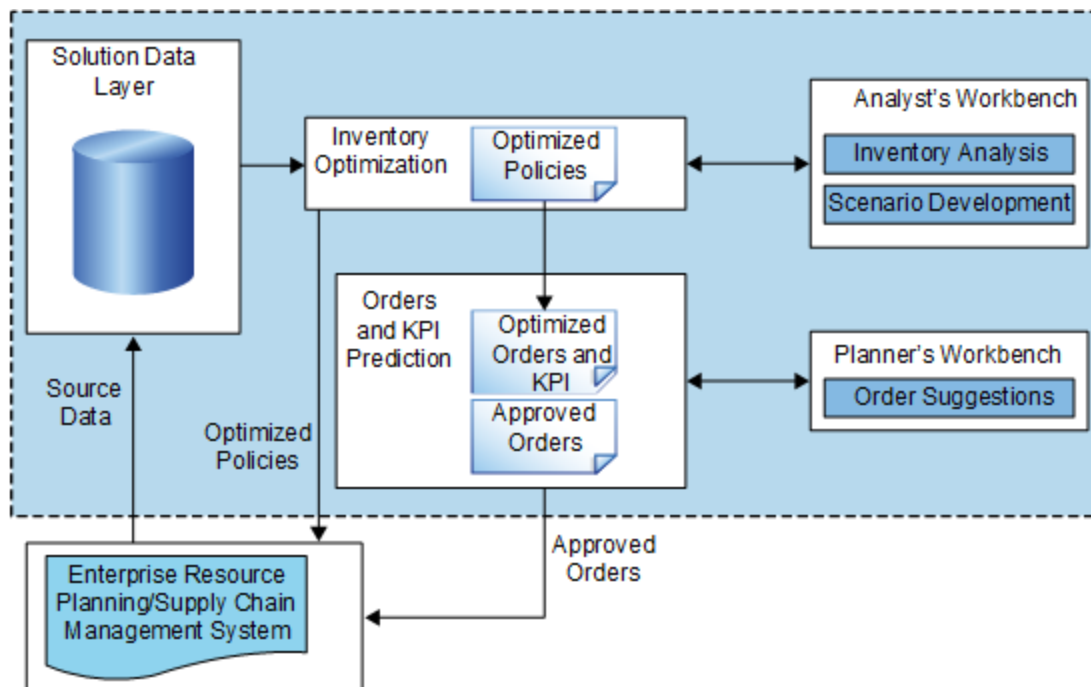 Solution Data
Layer
Inventory
Optimization
Optimized
Policies
Analyst's Workbench
Inventory Analysis
Scenario Development
Orders
and KPI
Prediction
Optimized
Orders and
KPI
Approved
Orders
Planner's Workbench
Order Suggestions
Source
Data
Optimized
Policies
Approved
Orders
Enterprise Resource
Planning/Supply Chain
Management System